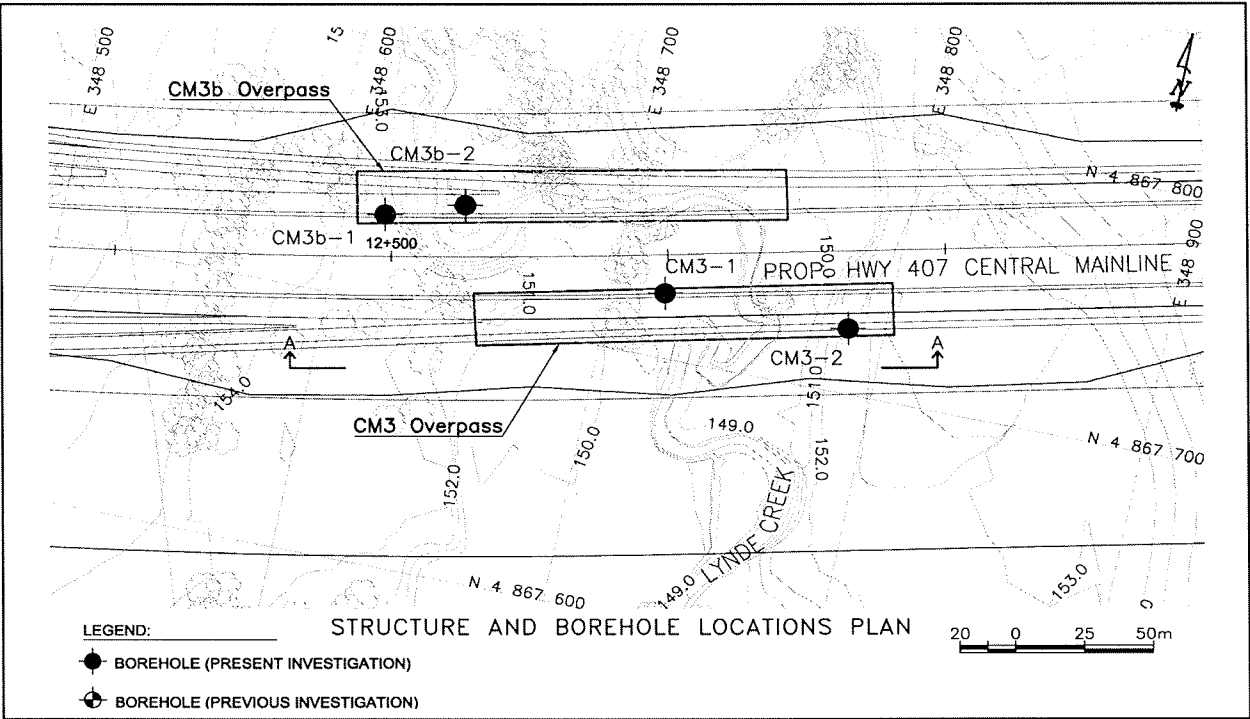 E 348 500
15
E 348 600
153.0
E 348 700
E 348 800
N
CM3b Overpass
CM3b-2
N 4 867 800
CM3b-1
12+500
150.0
E 348 900
CM3-1
PROP. HWY 407 CENTRAL MAINLINE
151.0
A
A
CM3-2
154.0
151.0
CM3 Overpass
149.0
150.0
152.0
152.0
N 4 867 700
LYNDE CREEK
149.0
N 4 867 600
153.0
STRUCTURE AND BOREHOLE LOCATIONS PLAN
20 0 25 50m
LEGEND:
BOREHOLE (PRESENT INVESTIGATION)
BOREHOLE (PREVIOUS INVESTIGATION)